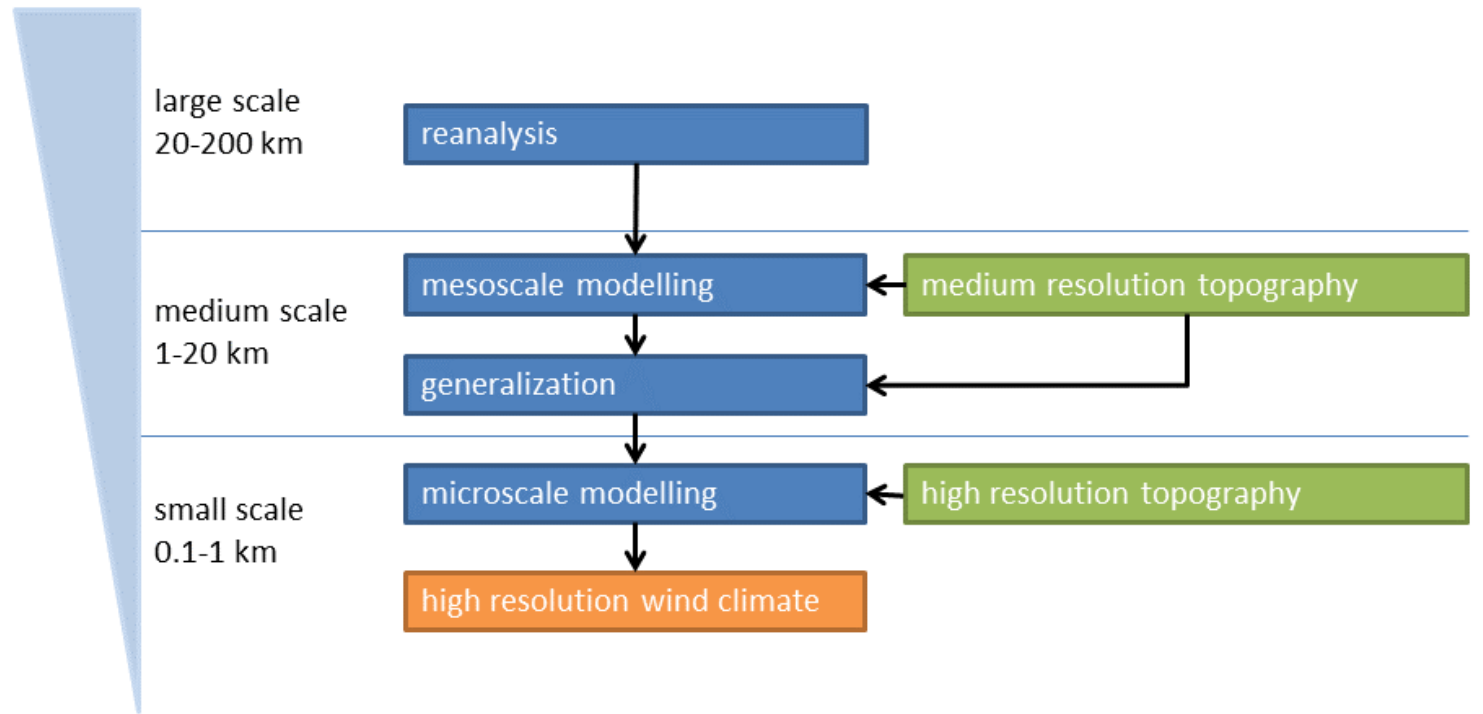 large scale
20-200 km
reanalysis
medium scale
1-20 km
mesoscale modelling
medium resolution topography
generalization
small scale
0.1-1 km
microscale modelling
high resolution topography
high resolution wind climate